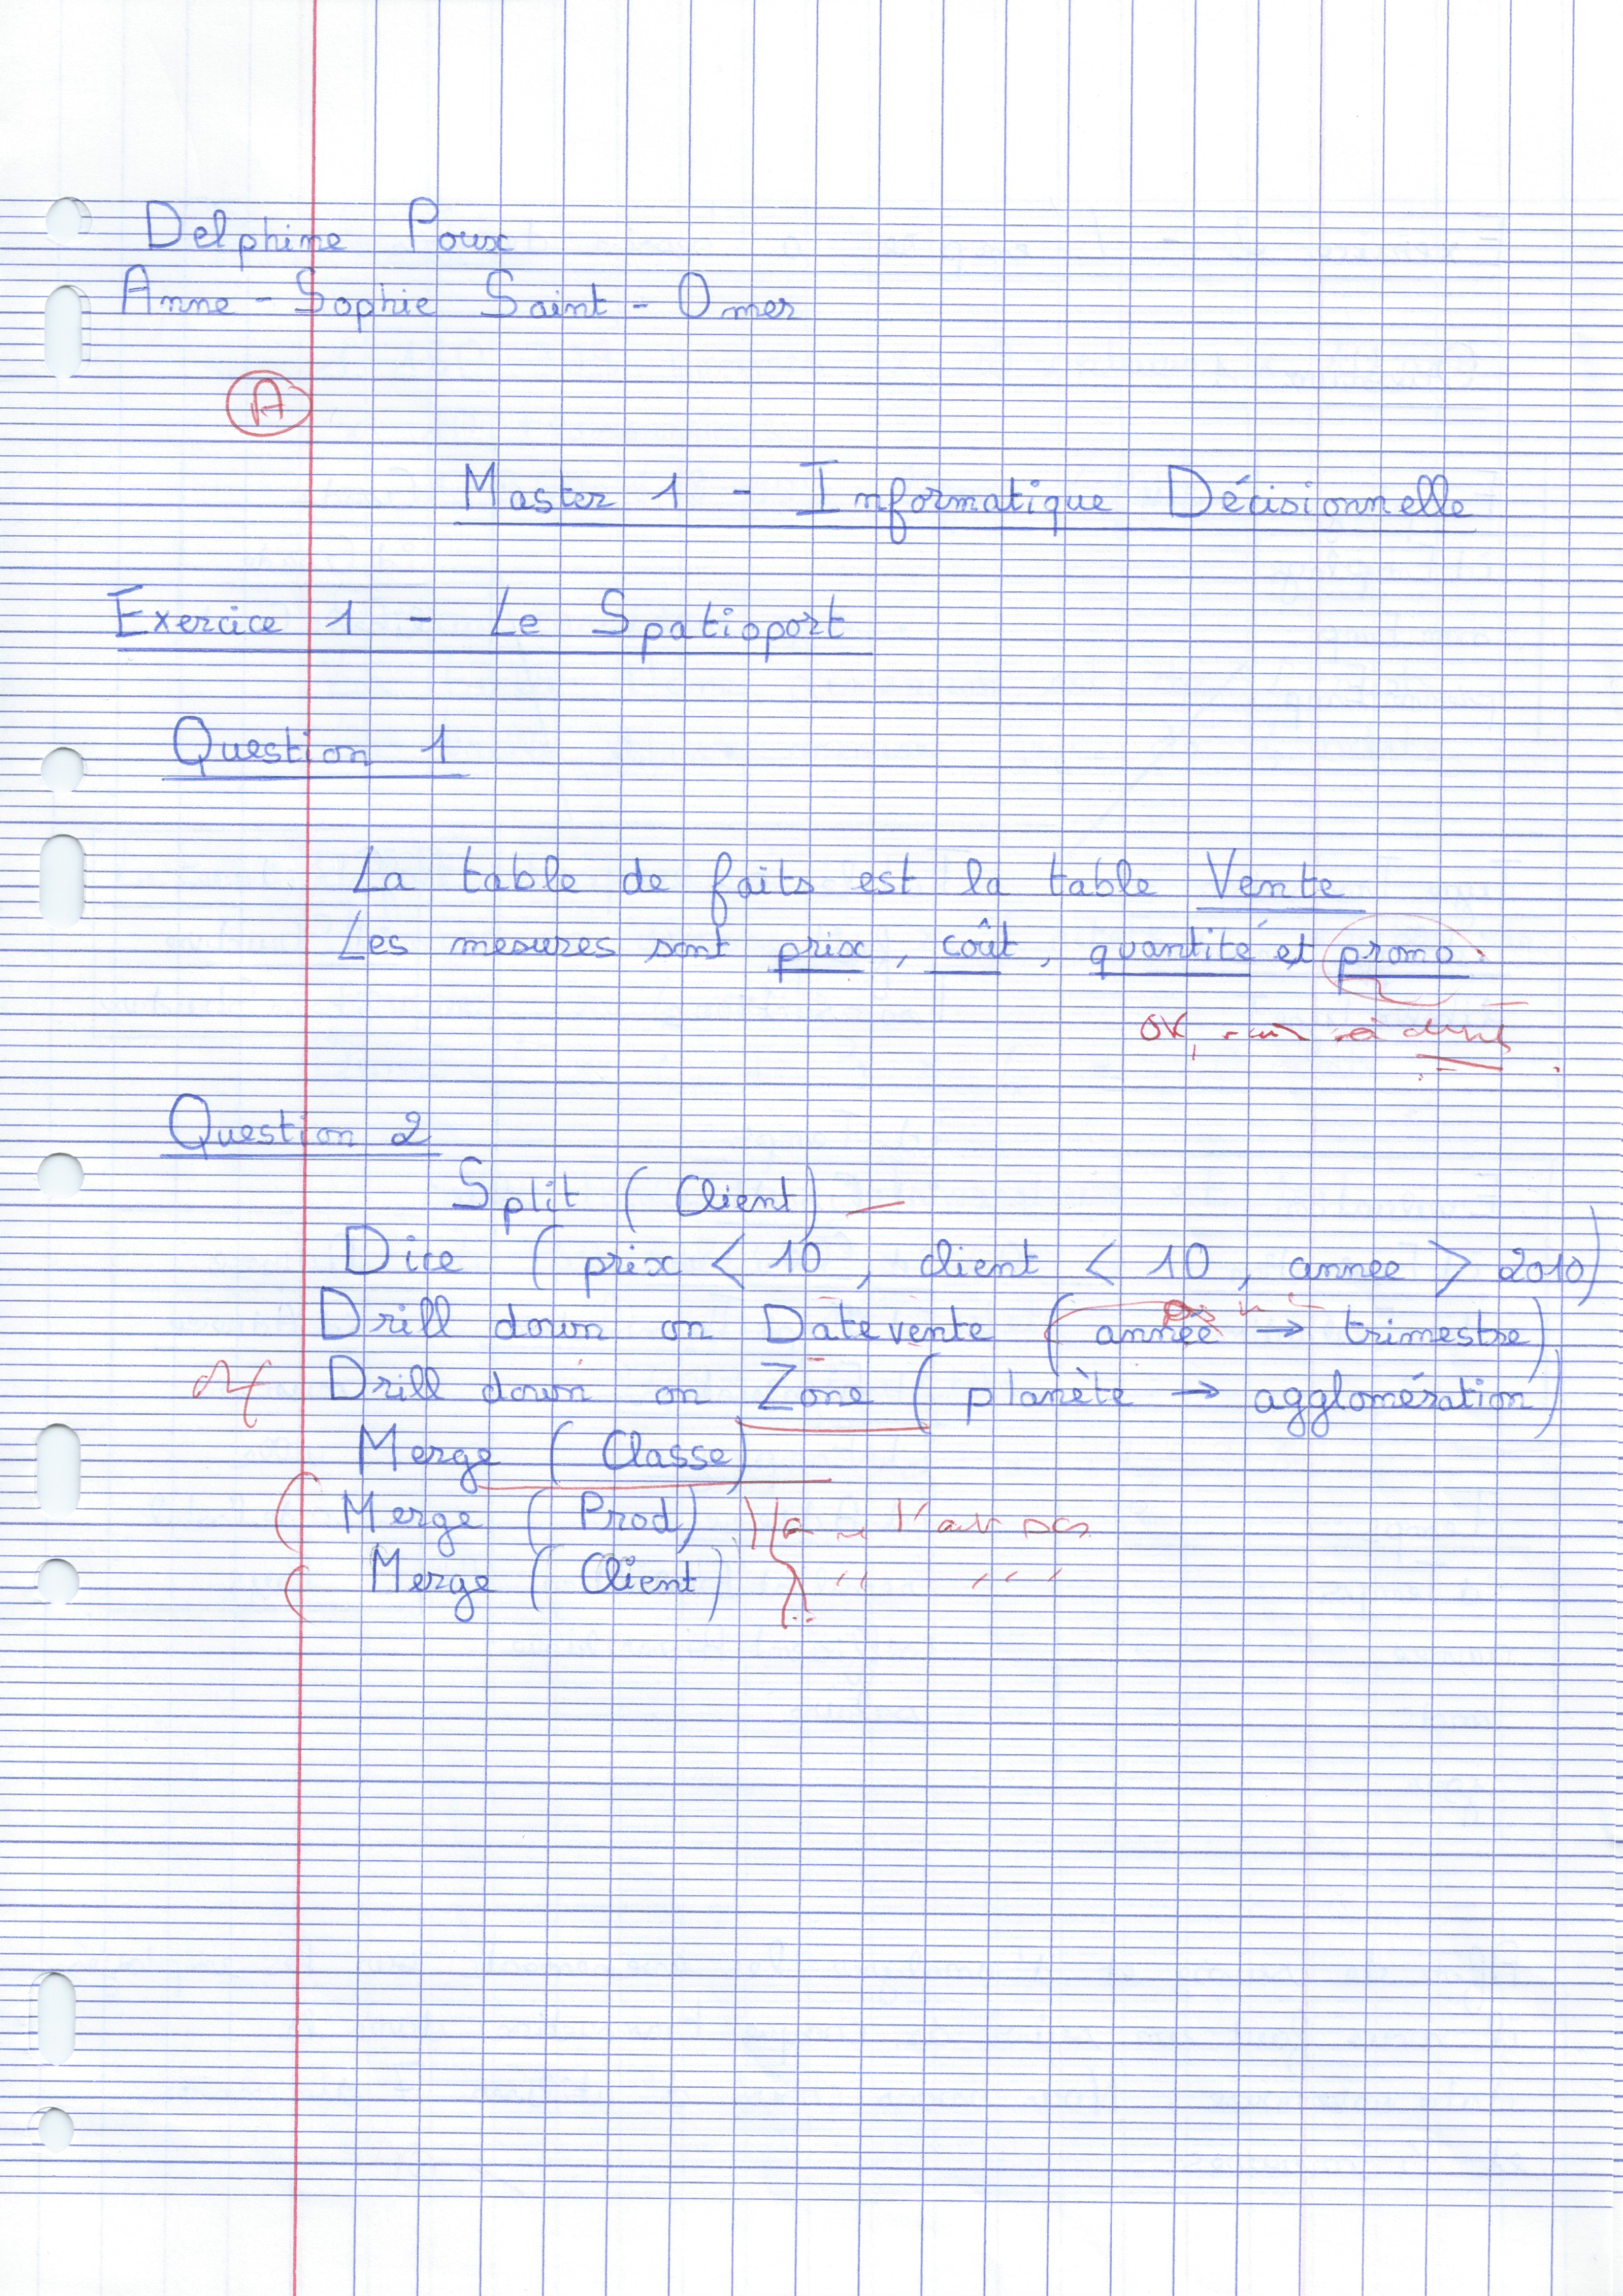 Delphine Poux
Anne-Sophie Saint-Omer
A
Master 1 - Informatique Décisionnelle
Exercice 1 - Le Spatioport
Question 1
La table de faits est la table Vente
Les mesures sont prix, coût, quantité et promo.
OK, à
Question 2
Split (Client)
Dice (prix < 10, client < 10, année > 2010)
Drill down on Datevente (année → trimestre)
Drill down on Zone (planète → agglomération)
Merge (Classe)
Merge (Prod)
Merge (Client)